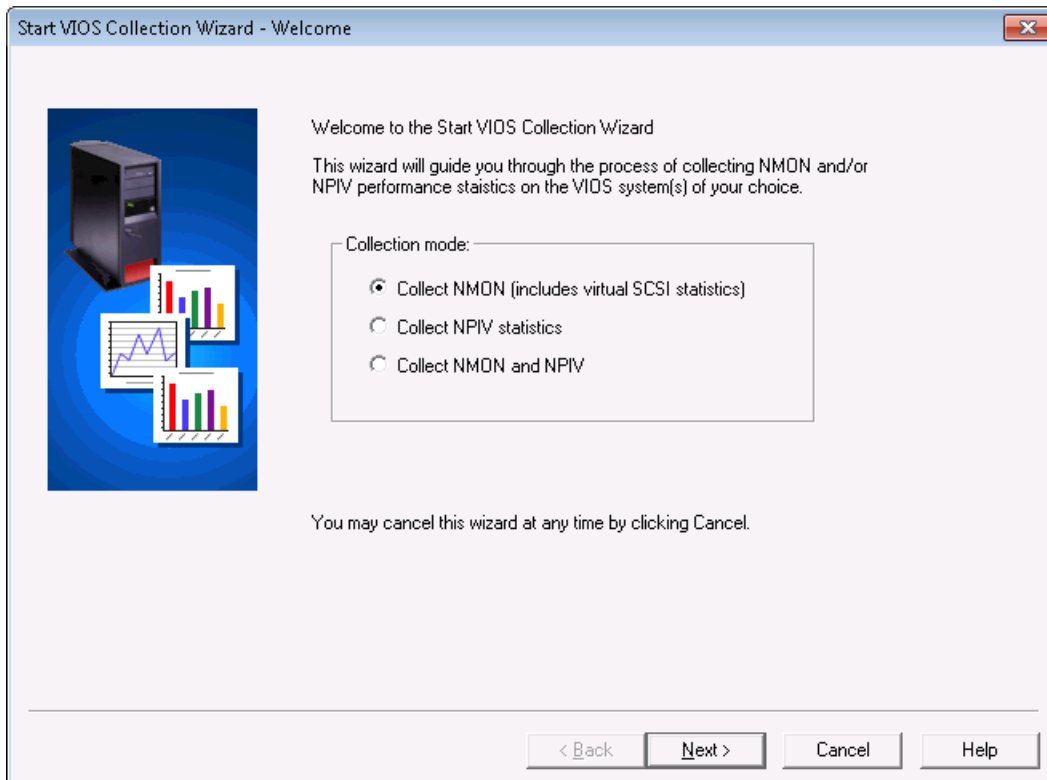 Start VIOS Collection Wizard - Welcome
Welcome to the Start VIOS Collection Wizard
This wizard will guide you through the process of collecting NMON and/or
NPIV performance staistics on the VIOS system(s) of your choice.
Collection mode:
Collect NMON (includes virtual SCSI statistics)
Collect NPIV statistics
Collect NMON and NPIV
You may cancel this wizard at any time by clicking Cancel.
< Back
Next >
Cancel
Help